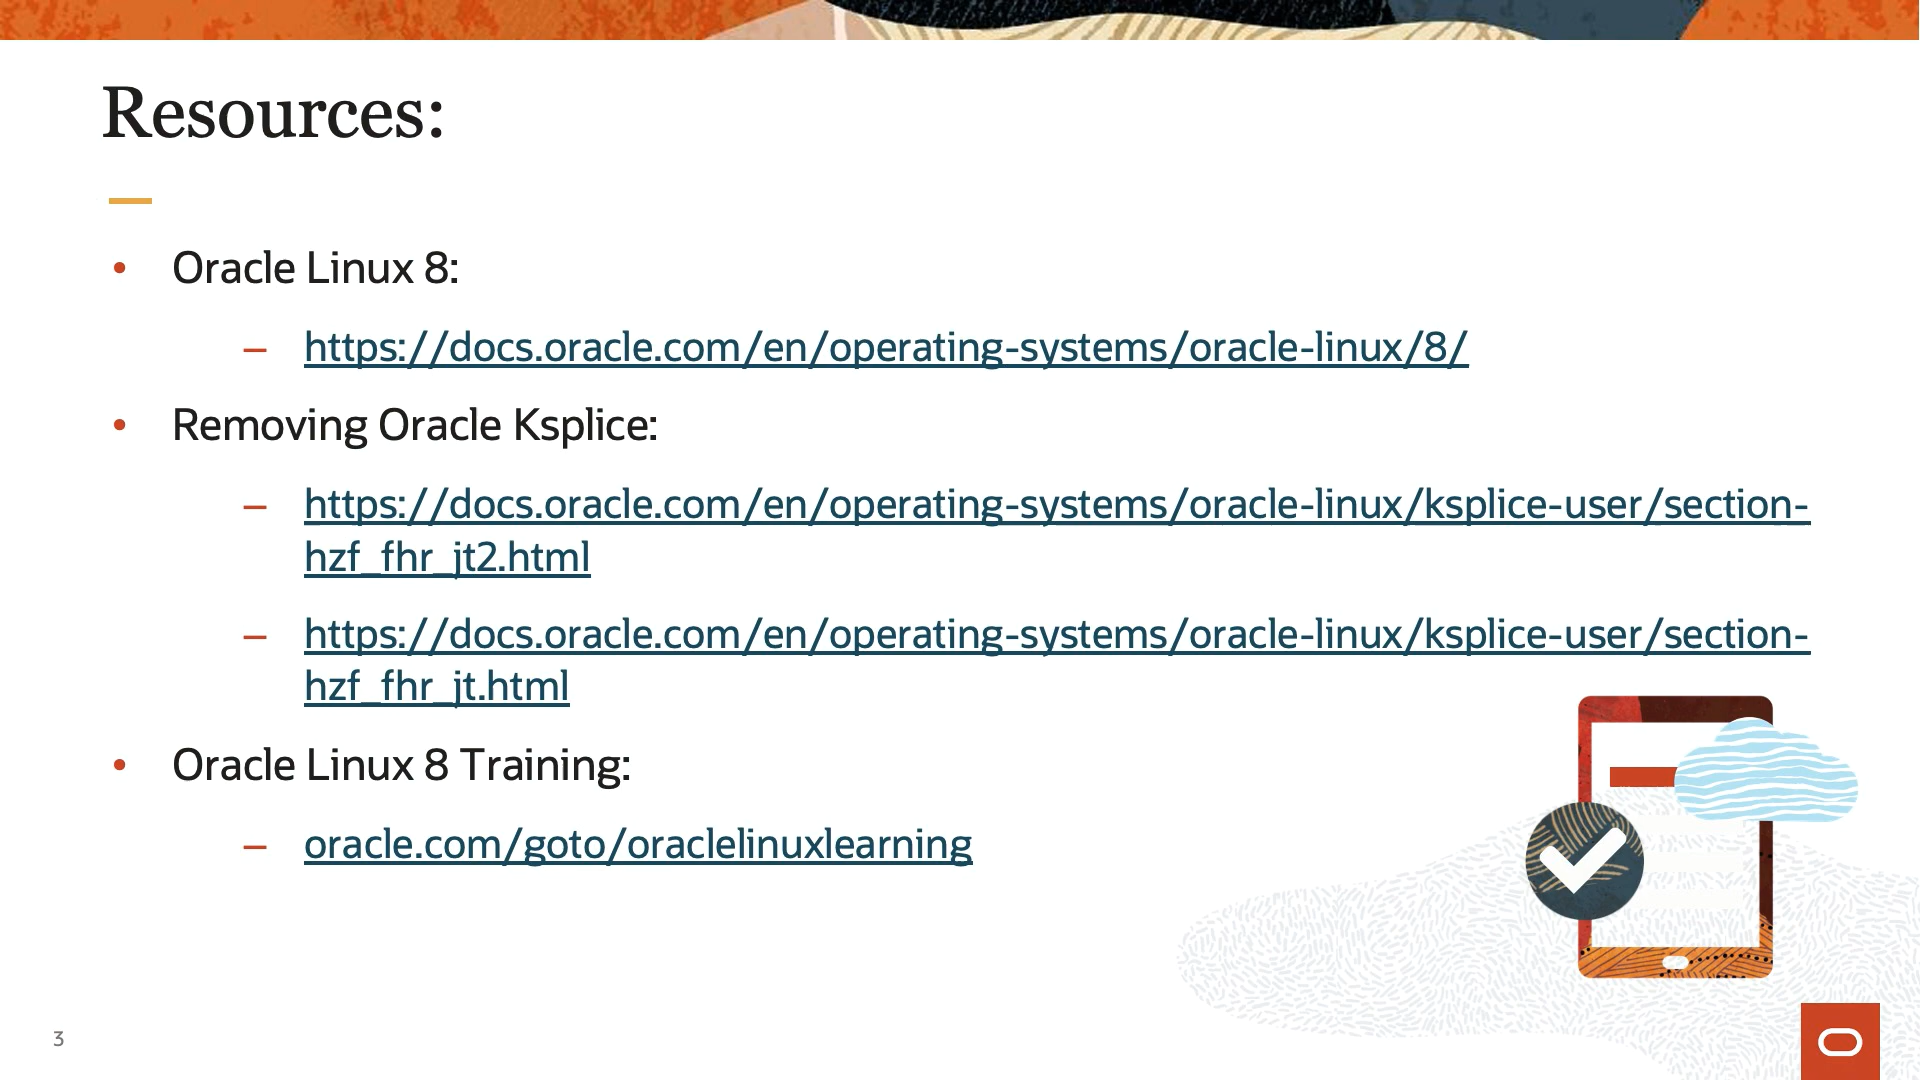 Resources:
• Oracle Linux 8:
– https://docs.oracle.com/en/operating-systems/oracle-linux/8/
• Removing Oracle Ksplice:
– https://docs.oracle.com/en/operating-systems/oracle-linux/ksplice-user/section-
hzf_fhr_jt2.html
– https://docs.oracle.com/en/operating-systems/oracle-linux/ksplice-user/section-
hzf_fhr_jt.html
• Oracle Linux 8 Training:
– oracle.com/goto/oraclelinuxlearning
3